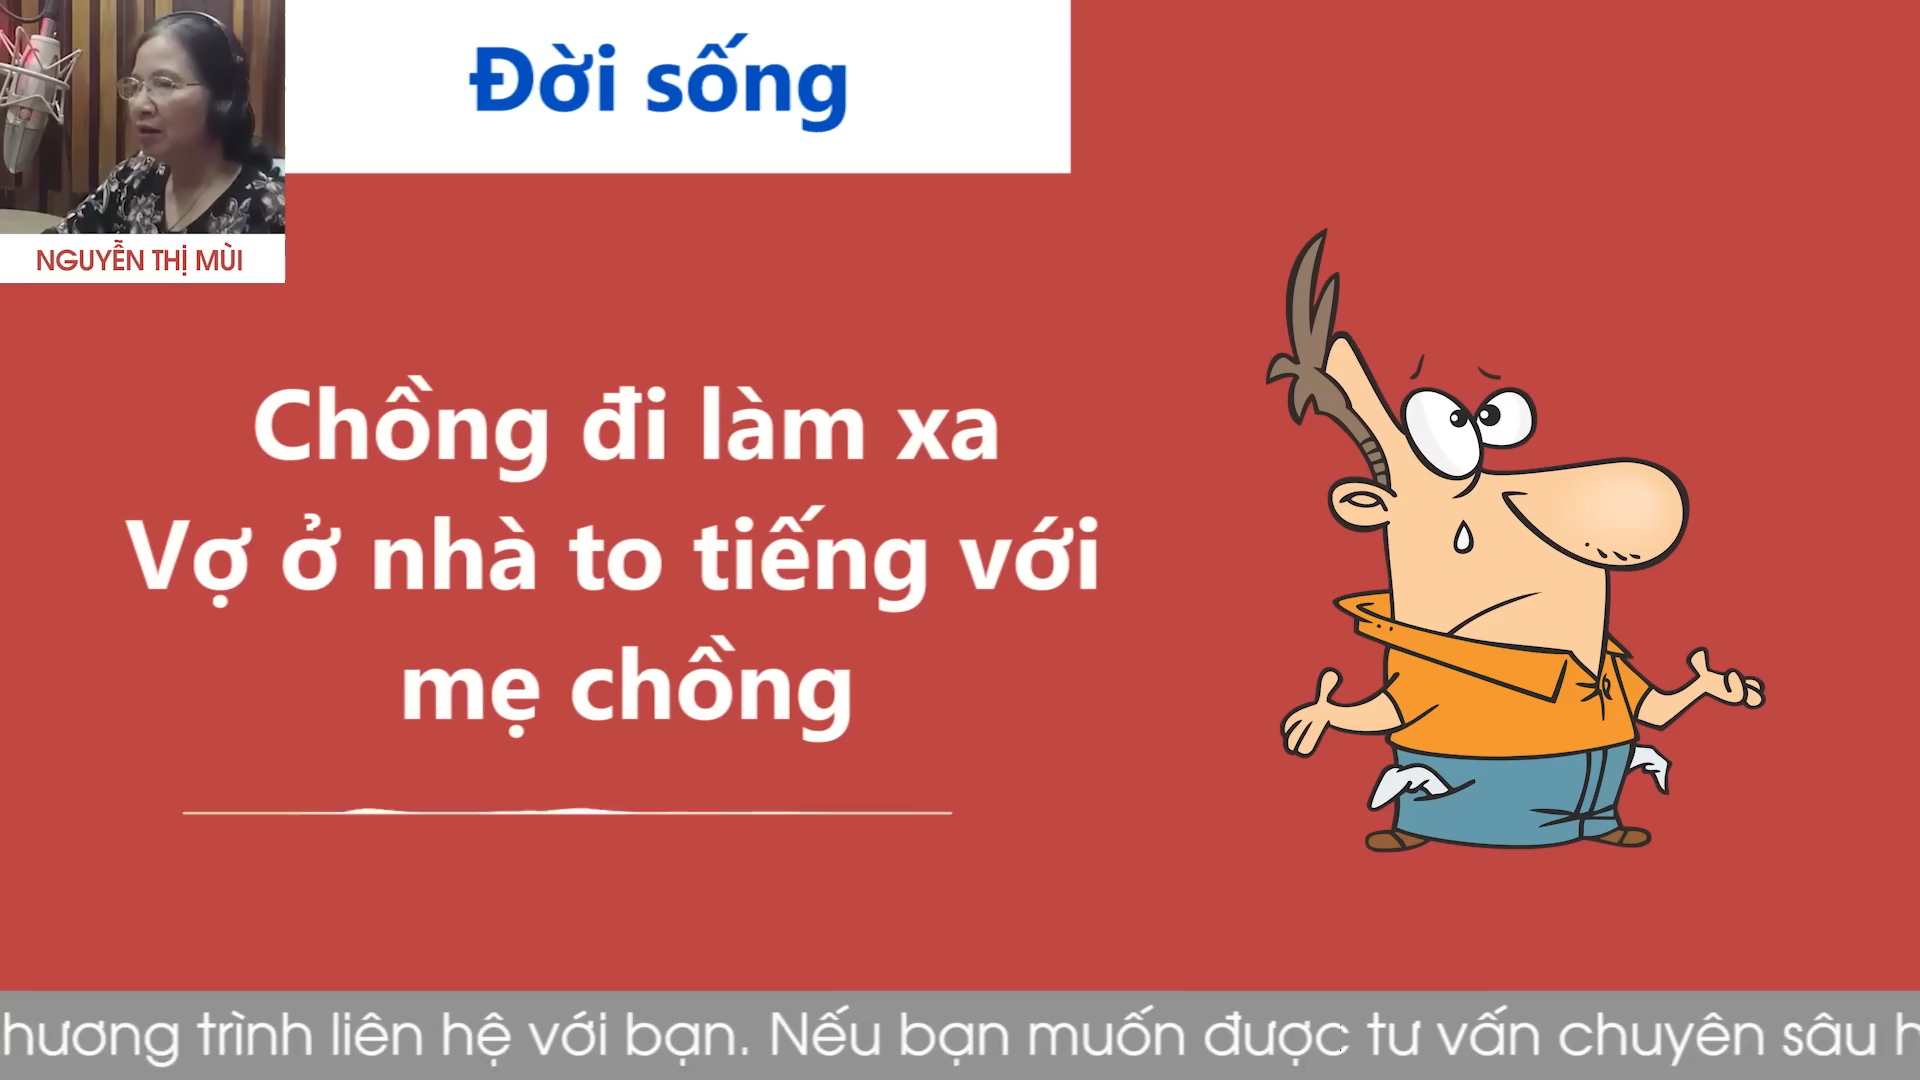 Đời sống
NGUYỄN THỊ MÙI
Chồng đi làm xa
Vợ ở nhà to tiếng với
mẹ chồng
trình liên hệ với bạn. Nếu bạn muốn được tư vấn chuyên sâu